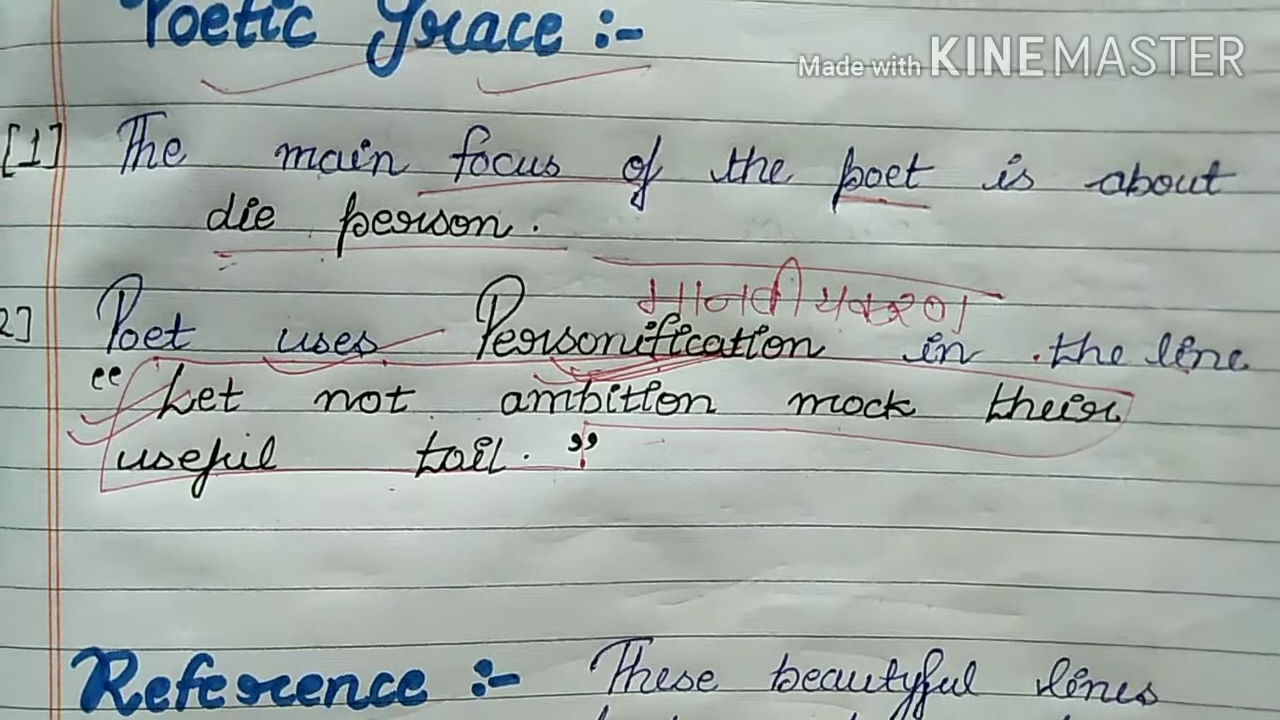 Poetic Grace :-
Made with KINEMASTER
[1] The main focus of the poet is about
die person.
मानवीयकरण
2] Poet uses Personification in the line
"Let not ambition mock their
useful toil."
Reference :- These beautyful lines